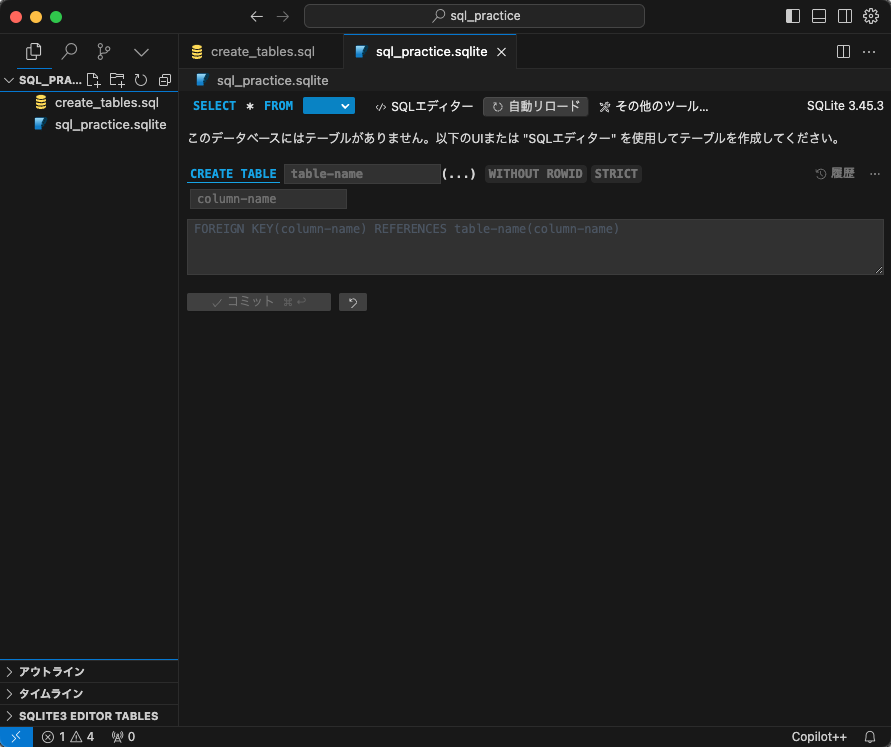 sql_practice
create_tables.sql
sql_practice.sqlite
SQL_PRA...
sql_practice.sqlite
create_tables.sql
sql_practice.sqlite
SELECT * FROM
SQLエディター
自動リロード
その他のツール...
SQLite 3.45.3
このデータベースにはテーブルがありません。以下のUIまたは "SQLエディター" を使用してテーブルを作成してください。
CREATE TABLE table-name (...) WITHOUT ROWID STRICT
履歴
column-name
FOREIGN KEY(column-name) REFERENCES table-name(column-name)
コミット ⌘↩
アウトライン
タイムライン
SQLITE3 EDITOR TABLES
1 4 0
Copilot++